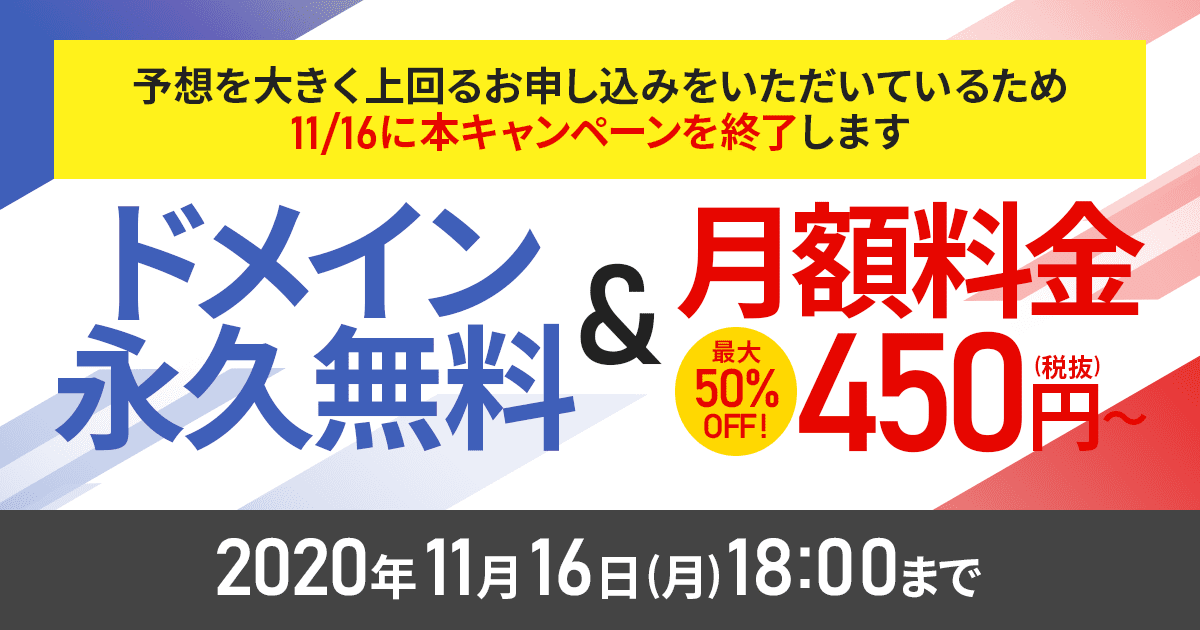 予想を大きく上回るお申し込みをいただいているため
11/16に本キャンペーンを終了します
ドメイン
永久無料
&
月額料金
最大
50%
OFF!
450円(税抜)～
2020年11月16日(月)18:00まで